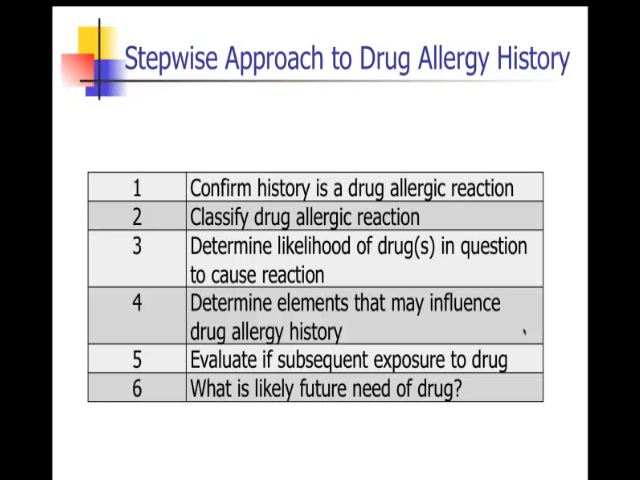 Stepwise Approach to Drug Allergy History
1 Confirm history is a drug allergic reaction
2 Classify drug allergic reaction
3 Determine likelihood of drug(s) in question
to cause reaction
4 Determine elements that may influence
drug allergy history
5 Evaluate if subsequent exposure to drug
6 What is likely future need of drug?